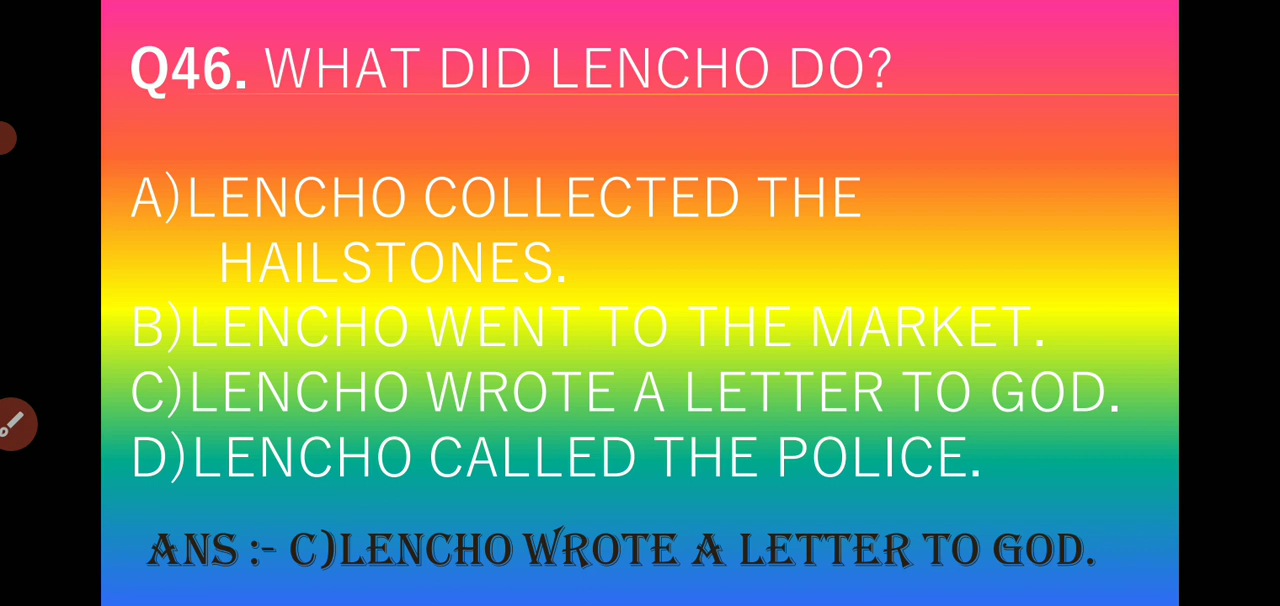 Q46. WHAT DID LENCHO DO?
A)LENCHO COLLECTED THE
HAILSTONES.
B)LENCHO WENT TO THE MARKET.
C)LENCHO WROTE A LETTER TO GOD.
D)LENCHO CALLED THE POLICE.
ANS :- C)LENCHO WROTE A LETTER TO GOD.